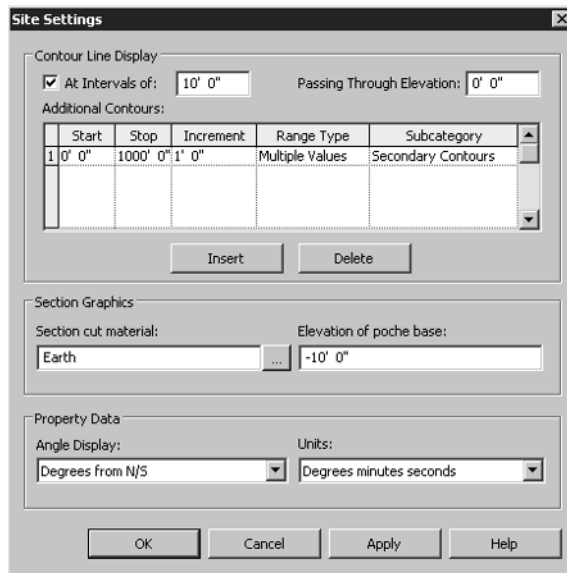 Site Settings
Contour Line Display
At Intervals of: 10' 0" Passing Through Elevation: 0' 0"
Additional Contours:
Start Stop Increment Range Type Subcategory
1 0' 0" 1000' 0" 1' 0" Multiple Values Secondary Contours
Insert Delete
Section Graphics
Section cut material: Elevation of poche base:
Earth ... -10' 0"
Property Data
Angle Display: Units:
Degrees from N/S Degrees minutes seconds
OK Cancel Apply Help